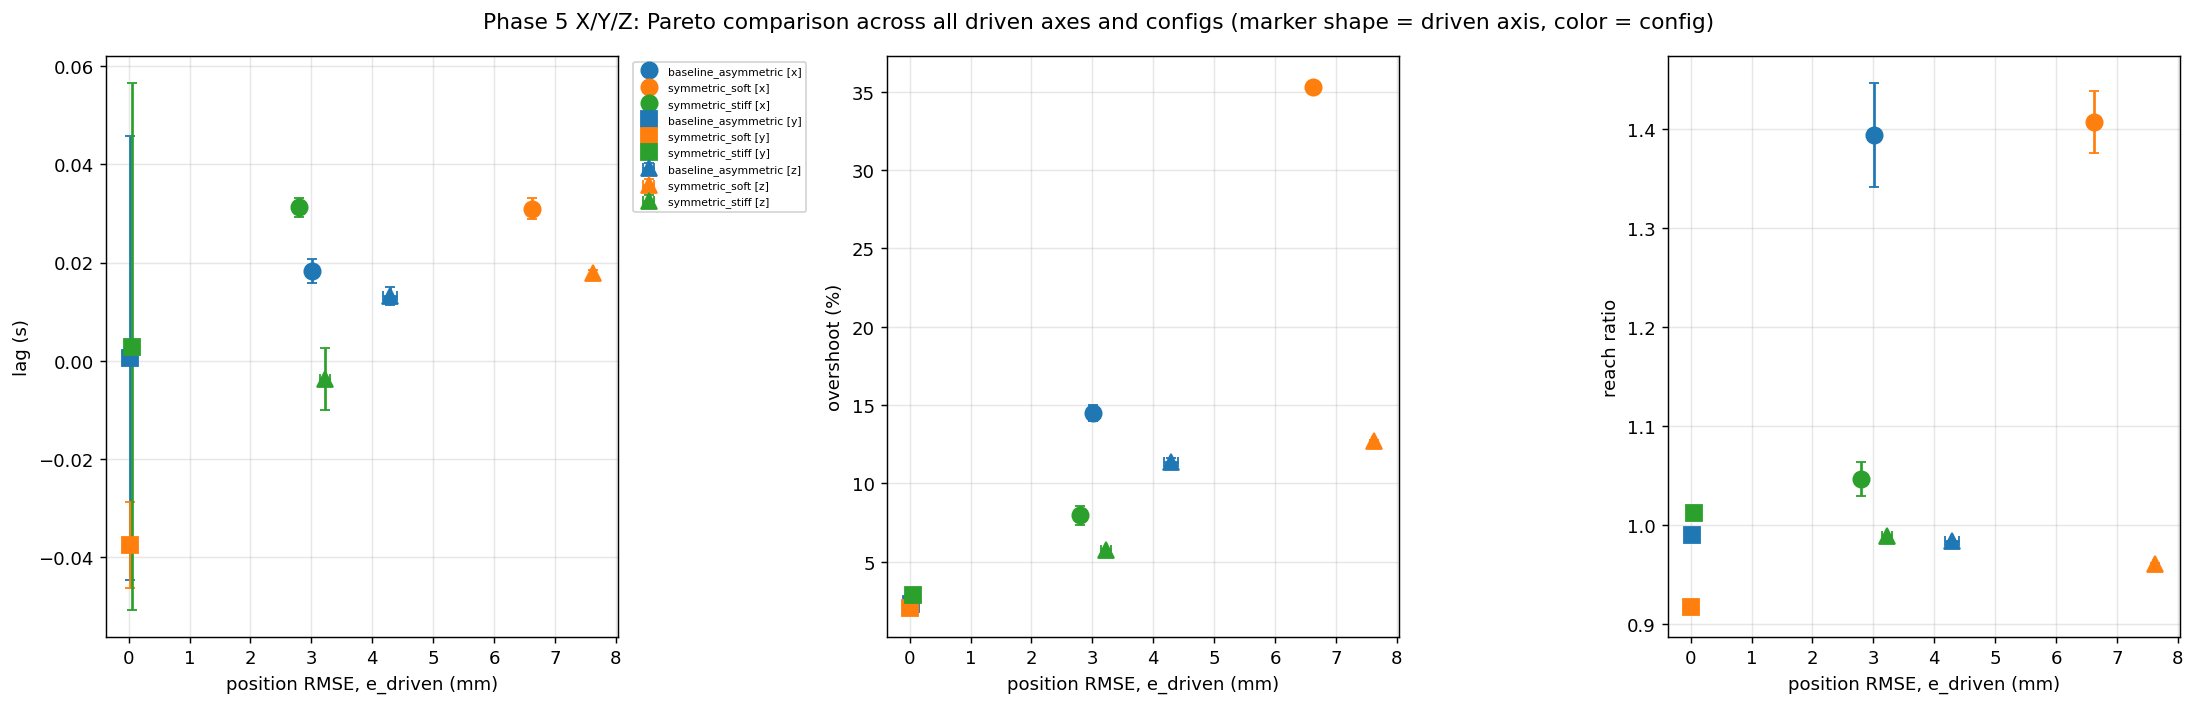 Phase 5 X/Y/Z: Pareto comparison across all driven axes and configs (marker shape = driven axis, color = config)
lag (s)
0.06
0.04
0.02
0.00
−0.02
−0.04
0 1 2 3 4 5 6 7 8
position RMSE, e_driven (mm)
baseline_asymmetric [x]
symmetric_soft [x]
symmetric_stiff [x]
baseline_asymmetric [y]
symmetric_soft [y]
symmetric_stiff [y]
baseline_asymmetric [z]
symmetric_soft [z]
symmetric_stiff [z]
overshoot (%)
35
30
25
20
15
10
5
0 1 2 3 4 5 6 7 8
position RMSE, e_driven (mm)
reach ratio
1.4
1.3
1.2
1.1
1.0
0.9
0 1 2 3 4 5 6 7 8
position RMSE, e_driven (mm)